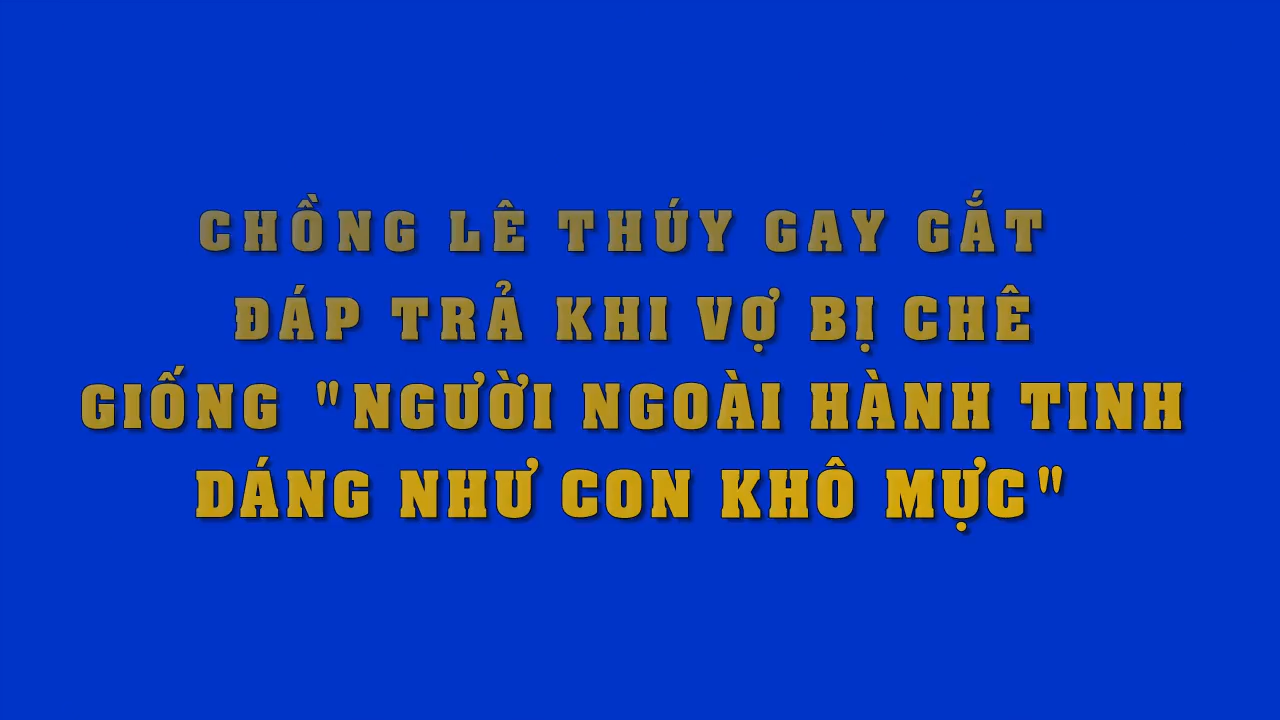 CHỒNG LÊ THÚY GAY GẮT
ĐÁP TRẢ KHI VỢ BỊ CHÊ
GIỐNG "NGƯỜI NGOÀI HÀNH TINH
DÁNG NHƯ CON KHÔ MỰC"